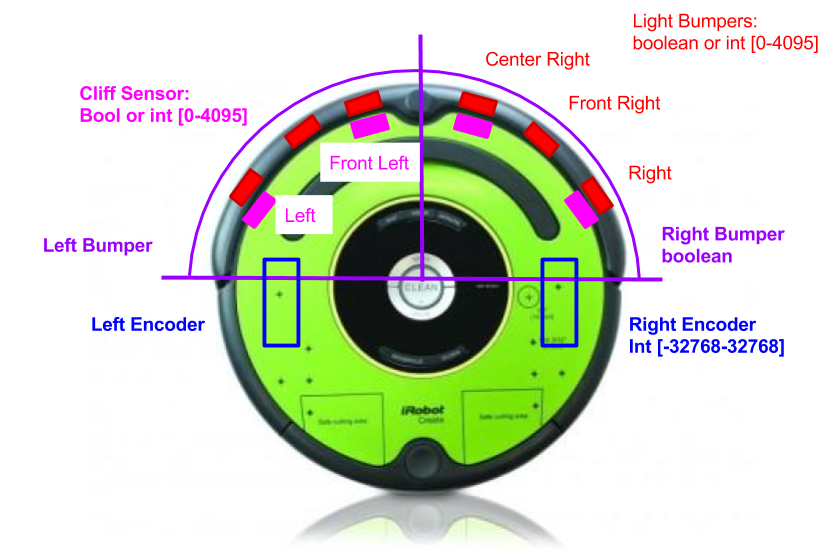 Light Bumpers:
boolean or int [0-4095]
Center Right
Cliff Sensor:
Bool or int [0-4095]
Front Right
Front Left
Right
Left
Left Bumper
Right Bumper
boolean
CLEAN
Left Encoder
Right Encoder
Int [-32768-32768]
iRobot
Create
Safe cutting area
Safe cutting area